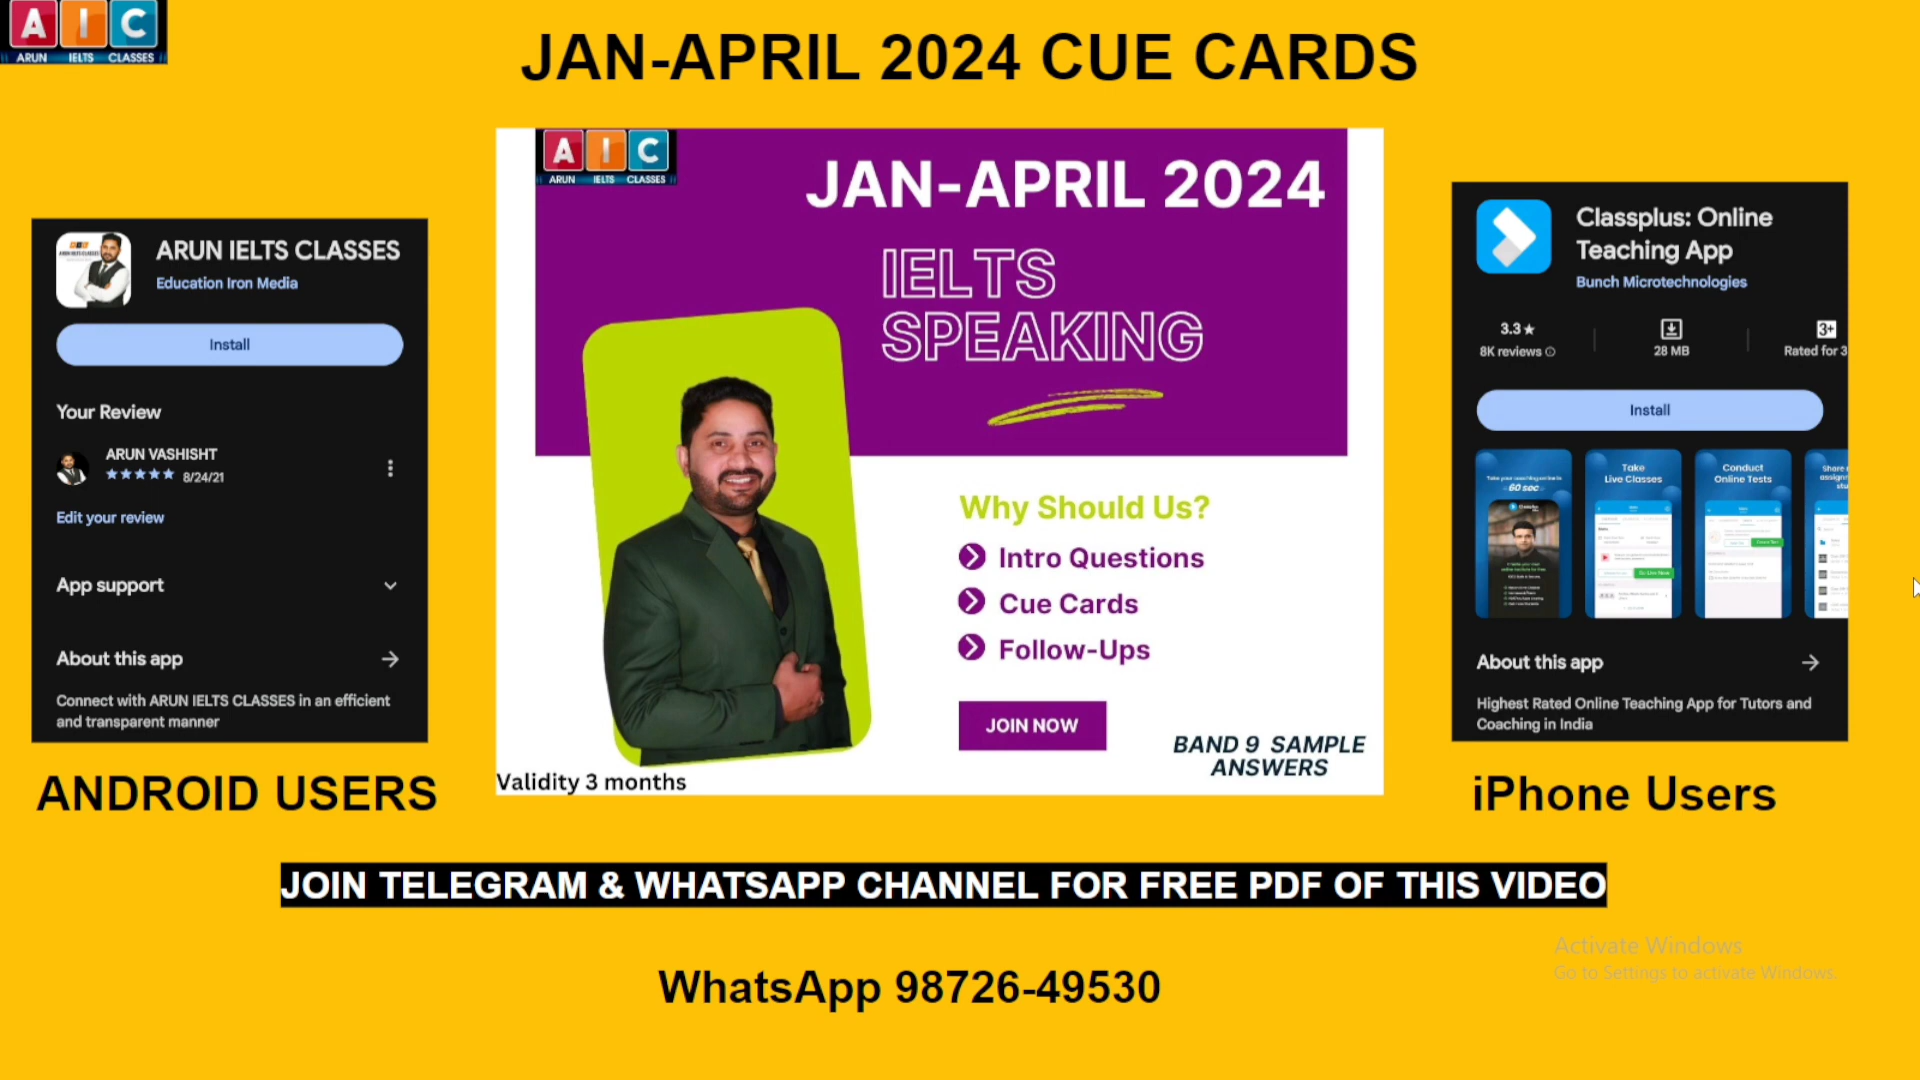 A I C
ARUN IELTS CLASSES
JAN-APRIL 2024 CUE CARDS
ARUN IELTS CLASSES
Education Iron Media
Install
Your Review
ARUN VASHISHT
★★★★★ 8/24/21
Edit your review
App support
About this app
Connect with ARUN IELTS CLASSES in an efficient
and transparent manner
ANDROID USERS
A I C
ARUN IELTS CLASSES
JAN-APRIL 2024
IELTS
SPEAKING
Why Should Us?
Intro Questions
Cue Cards
Follow-Ups
JOIN NOW
BAND 9 SAMPLE
ANSWERS
Validity 3 months
Classplus: Online
Teaching App
Bunch Microtechnologies
3.3★
8K reviews
28 MB
3+
Rated for 3
Install
60 sec
Take
Live Classes
Conduct
Online Tests
Share
About this app
Highest Rated Online Teaching App for Tutors and
Coaching in India
iPhone Users
JOIN TELEGRAM & WHATSAPP CHANNEL FOR FREE PDF OF THIS VIDEO
Activate Windows
Go to Settings to activate Windows.
WhatsApp 98726-49530